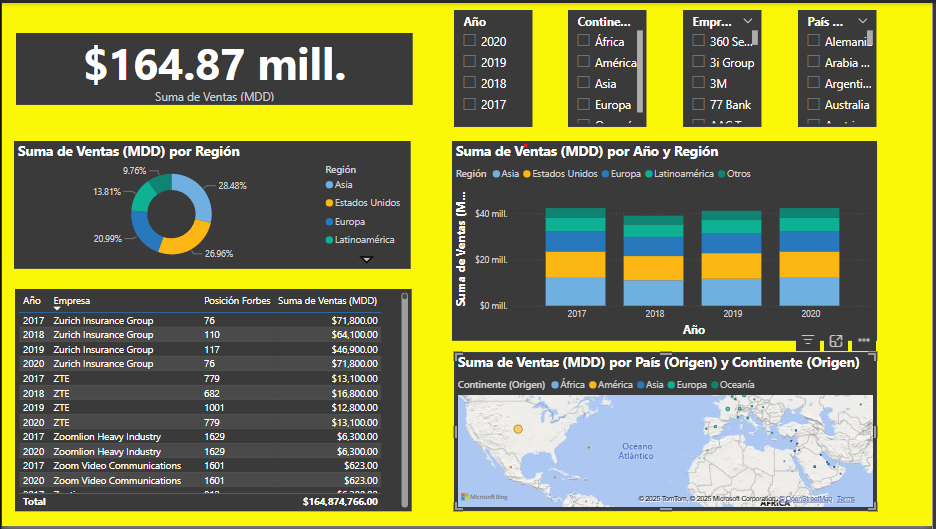 $164.87 mill.
Suma de Ventas (MDD)
Año
2020
2019
2018
2017
Contine...
África
América
Asia
Europa
Empr...
360 Se...
3i Group
3M
77 Bank
País ...
Alemani
Arabia ...
Argenti...
Australia
Suma de Ventas (MDD) por Región
9.76%
13.81%
20.99%
28.48%
26.96%
Región
Asia
Estados Unidos
Europa
Latinoamérica
Suma de Ventas (MDD) por Año y Región
Región Asia Estados Unidos Europa Latinoamérica Otros
Suma de Ventas (M...
$40 mill.
$20 mill.
$0 mill.
2017 2018 2019 2020
Año
Año Empresa Posición Forbes Suma de Ventas (MDD)
2017 Zurich Insurance Group 76 $71,800.00
2018 Zurich Insurance Group 110 $64,100.00
2019 Zurich Insurance Group 117 $46,900.00
2020 Zurich Insurance Group 76 $71,800.00
2017 ZTE 779 $13,100.00
2018 ZTE 682 $16,800.00
2019 ZTE 1001 $12,800.00
2020 ZTE 779 $13,100.00
2017 Zoomlion Heavy Industry 1629 $6,300.00
2020 Zoomlion Heavy Industry 1629 $6,300.00
2017 Zoom Video Communications 1601 $623.00
2020 Zoom Video Communications 1601 $623.00
Total $164,874,766.00
Suma de Ventas (MDD) por País (Origen) y Continente (Origen)
Continente (Origen) África América Asia Europa Oceanía
Océano
Atlántico
ÁFRICA
Microsoft Bing
© 2025 TomTom, © 2025 Microsoft Corporation, © OpenStreetMap Terms